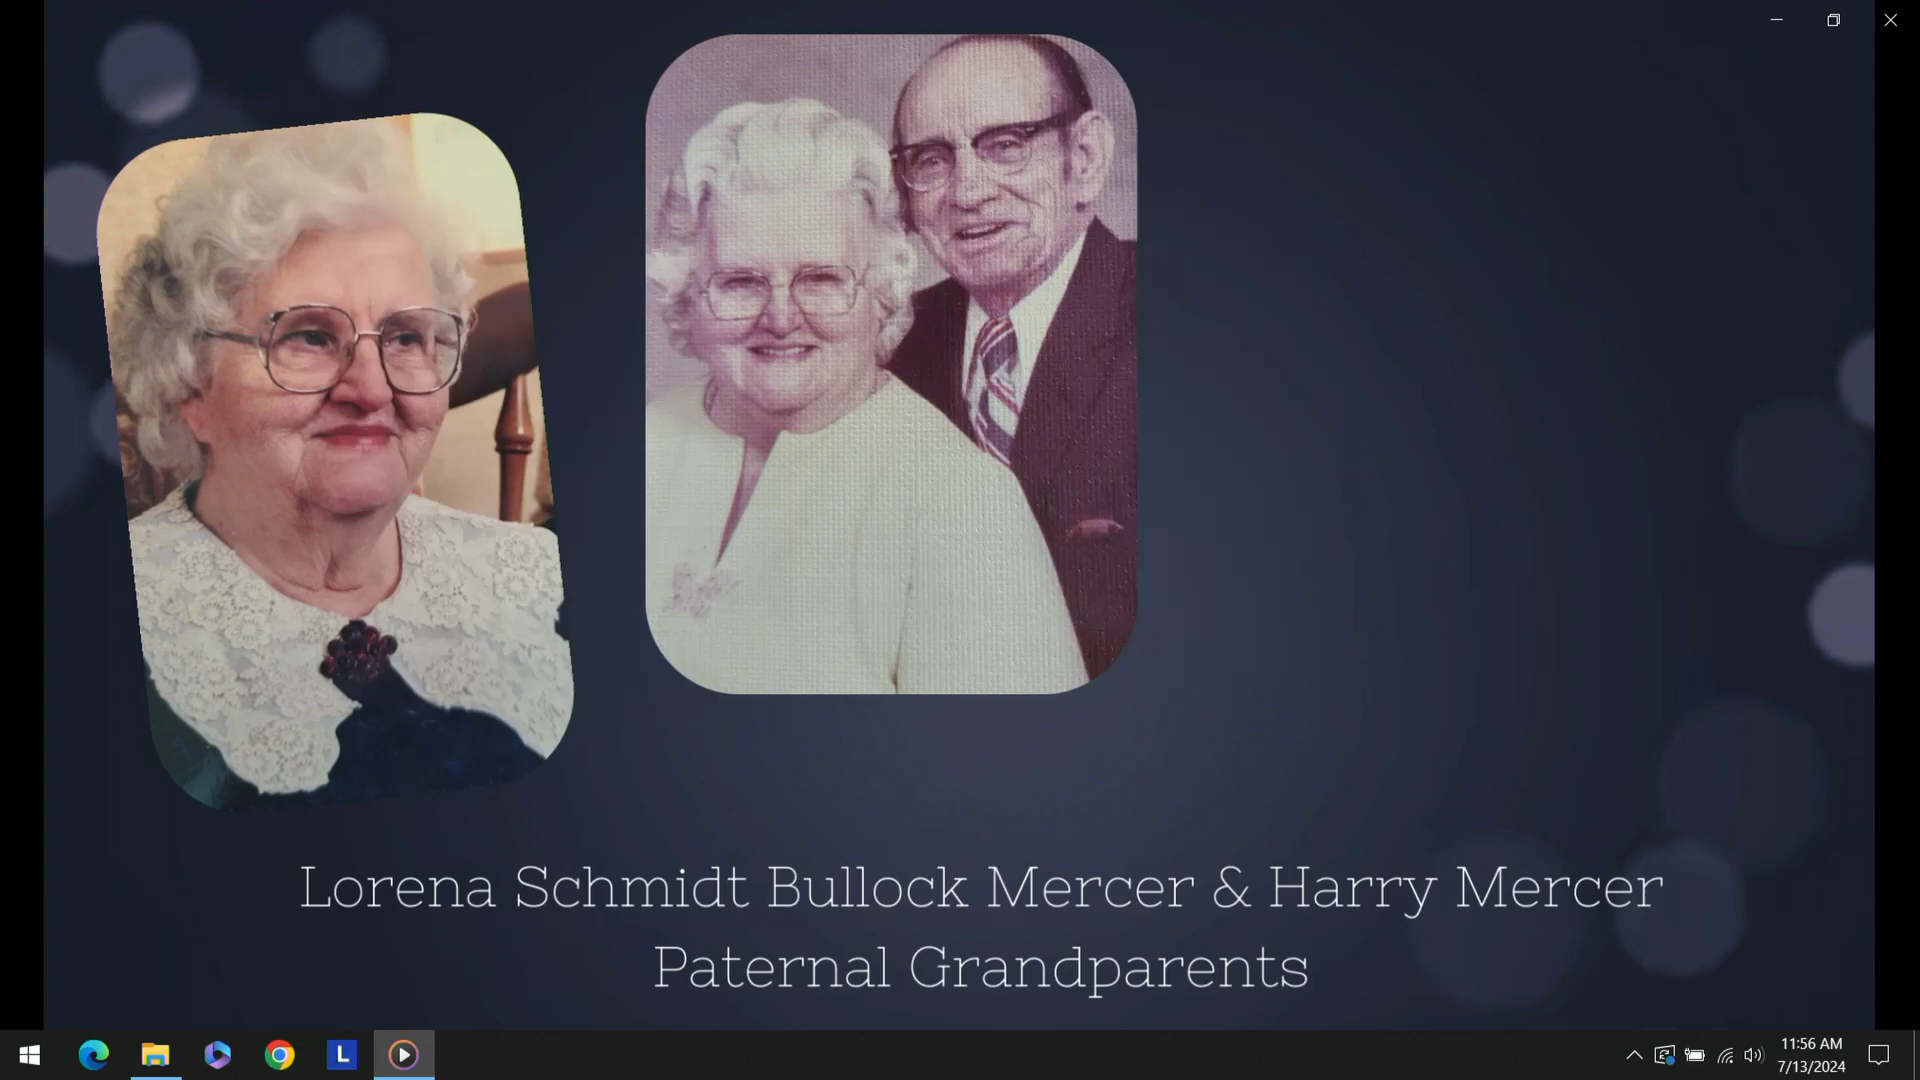 Lorena Schmidt Bullock Mercer & Harry Mercer
Paternal Grandparents
L
11:56 AM
7/13/2024